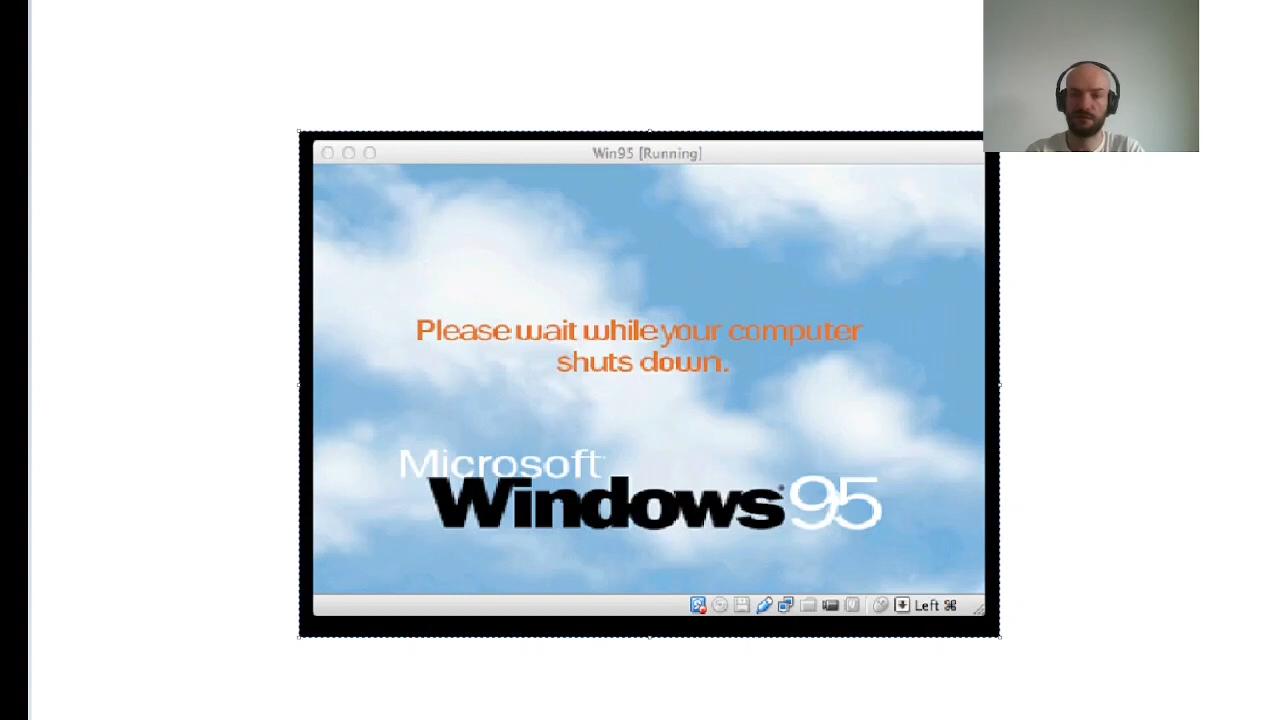 Win95 [Running]
Please wait while your computer
shuts down.
Microsoft
Windows 95
Left ⌘